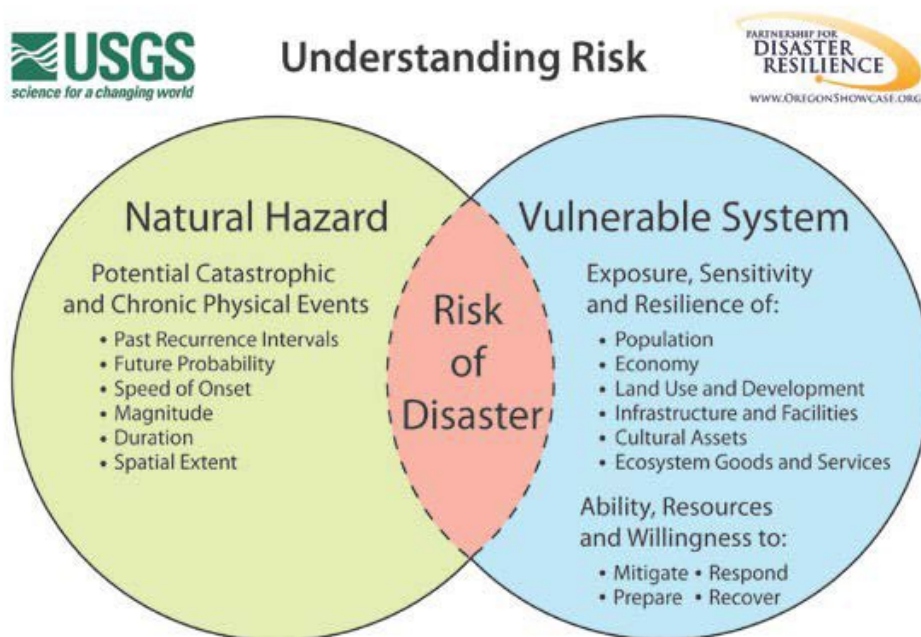 USGS
science for a changing world
Understanding Risk
PARTNERSHIP FOR
DISASTER
RESILIENCE
WWW.OREGONSHOWCASE.ORG
Natural Hazard
Potential Catastrophic
and Chronic Physical Events
• Past Recurrence Intervals
• Future Probability
• Speed of Onset
• Magnitude
• Duration
• Spatial Extent
Risk
of
Disaster
Vulnerable System
Exposure, Sensitivity
and Resilience of:
• Population
• Economy
• Land Use and Development
• Infrastructure and Facilities
• Cultural Assets
• Ecosystem Goods and Services
Ability, Resources
and Willingness to:
• Mitigate • Respond
• Prepare • Recover